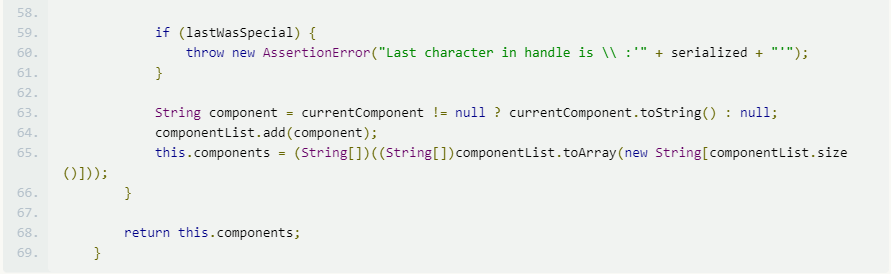 58.
59. if (lastWasSpecial) {
60. throw new AssertionError("Last character in handle is \\ :'" + serialized + "'");
61. }
62.
63. String component = currentComponent != null ? currentComponent.toString() : null;
64. componentList.add(component);
65. this.components = (String[])((String[])componentList.toArray(new String[componentList.size
()]));
66. }
67.
68. return this.components;
69. }